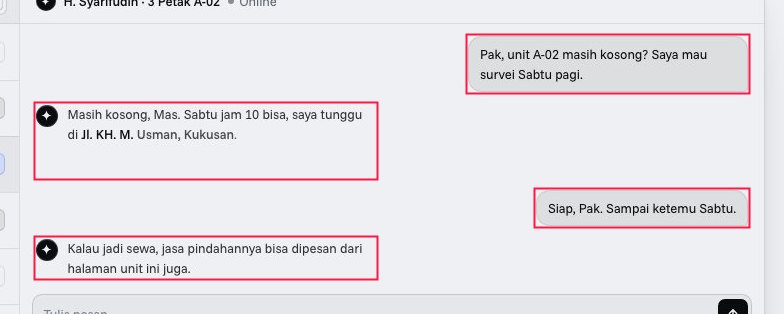 H. Syarifudin · 3 Petak A-02 • Online
Pak, unit A-02 masih kosong? Saya mau
survei Sabtu pagi.
Masih kosong, Mas. Sabtu jam 10 bisa, saya tunggu
di Jl. KH. M. Usman, Kukusan.
Siap, Pak. Sampai ketemu Sabtu.
Kalau jadi sewa, jasa pindahannya bisa dipesan dari
halaman unit ini juga.
Tulis pesan